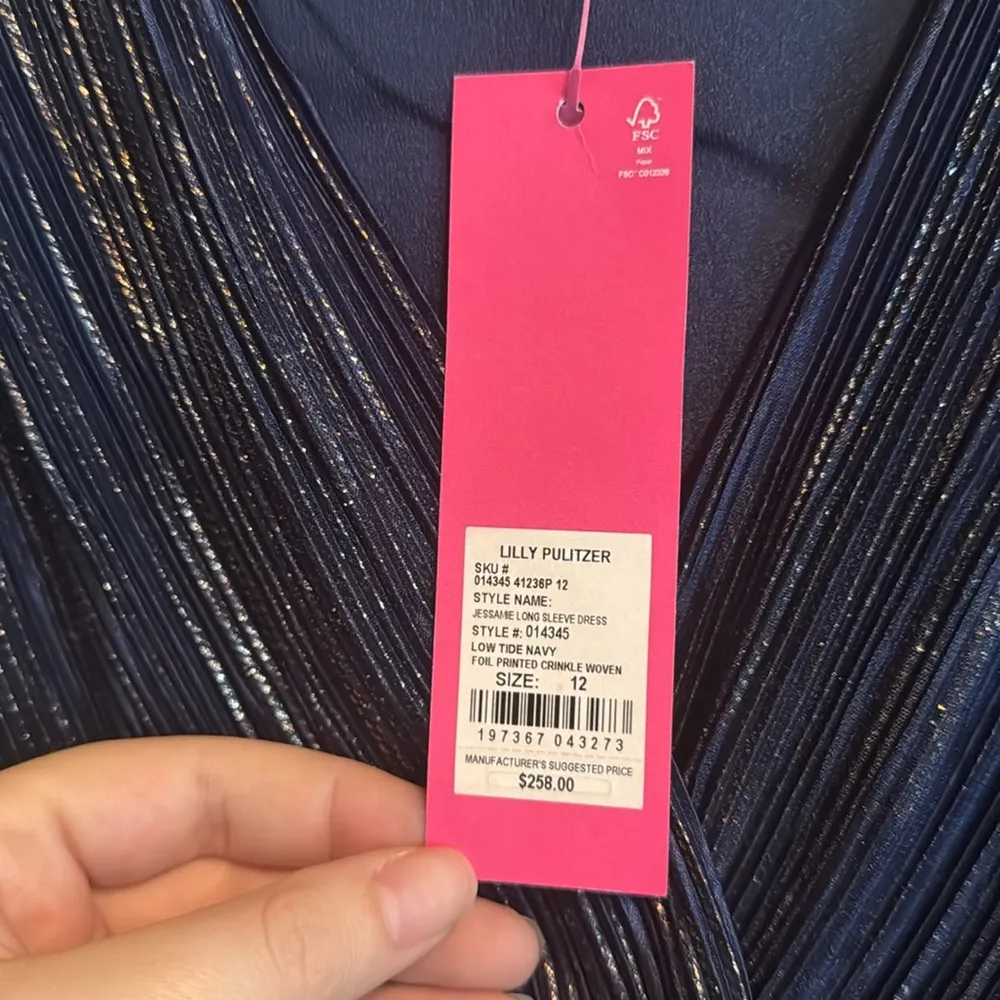 FSC
MIX
Paper
LILLY PULITZER
SKU #
014345 41236P 12
STYLE NAME:
JESSAMIE LONG SLEEVE DRESS
STYLE #: 014345
LOW TIDE NAVY
FOIL PRINTED CRINKLE WOVEN
SIZE: 12
197367 043273
MANUFACTURER'S SUGGESTED PRICE
$258.00